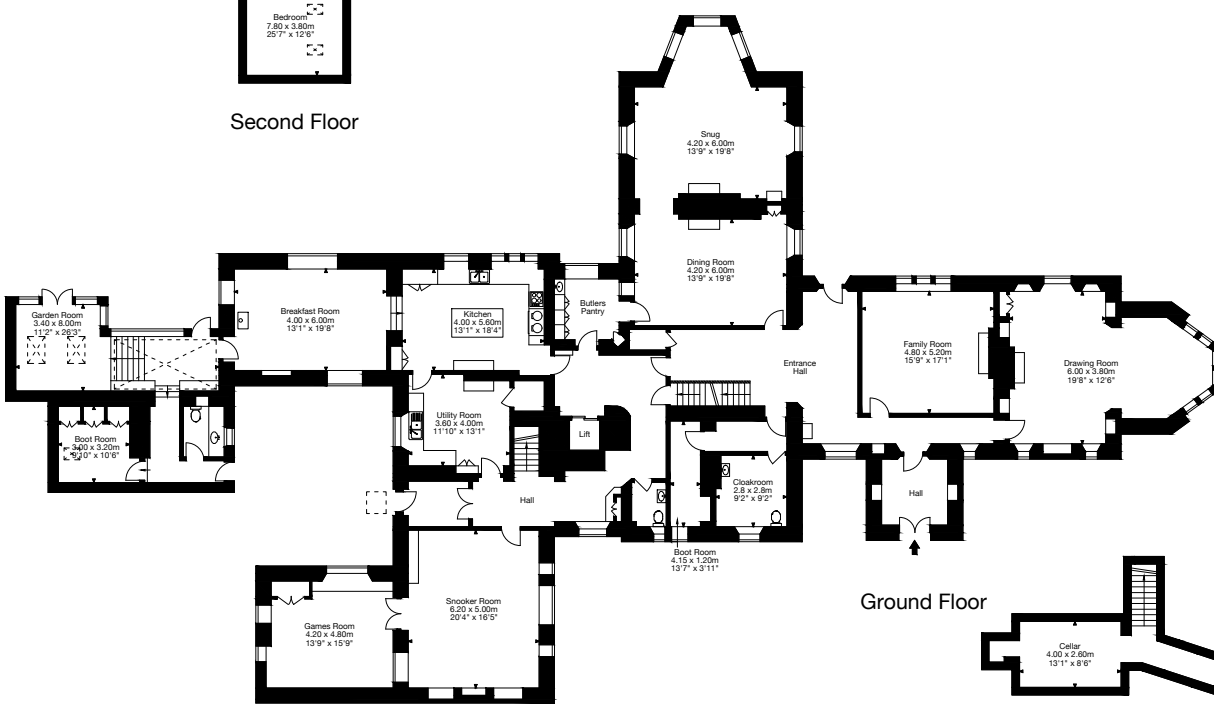 Bedroom
7.80 x 3.80m
25'7" x 12'6"
Second Floor
Snug
4.20 x 6.00m
13'9" x 19'8"
Dining Room
4.20 x 6.00m
13'9" x 19'8"
Garden Room
3.40 x 8.00m
11'2" x 26'3"
Breakfast Room
4.00 x 6.00m
13'1" x 19'8"
Kitchen
4.00 x 5.60m
13'1" x 18'4"
Butlers
Pantry
Entrance
Hall
Family Room
4.80 x 5.20m
15'9" x 17'1"
Drawing Room
6.00 x 3.80m
19'8" x 12'6"
Boot Room
3.00 x 3.20m
9'10" x 10'6"
Utility Room
3.60 x 4.00m
11'10" x 13'1"
Lift
Cloakroom
2.8 x 2.8m
9'2" x 9'2"
Hall
Hall
Boot Room
4.15 x 1.20m
13'7" x 3'11"
Snooker Room
6.20 x 5.00m
20'4" x 16'5"
Games Room
4.20 x 4.80m
13'9" x 15'9"
Ground Floor
Cellar
4.00 x 2.60m
13'1" x 8'6"